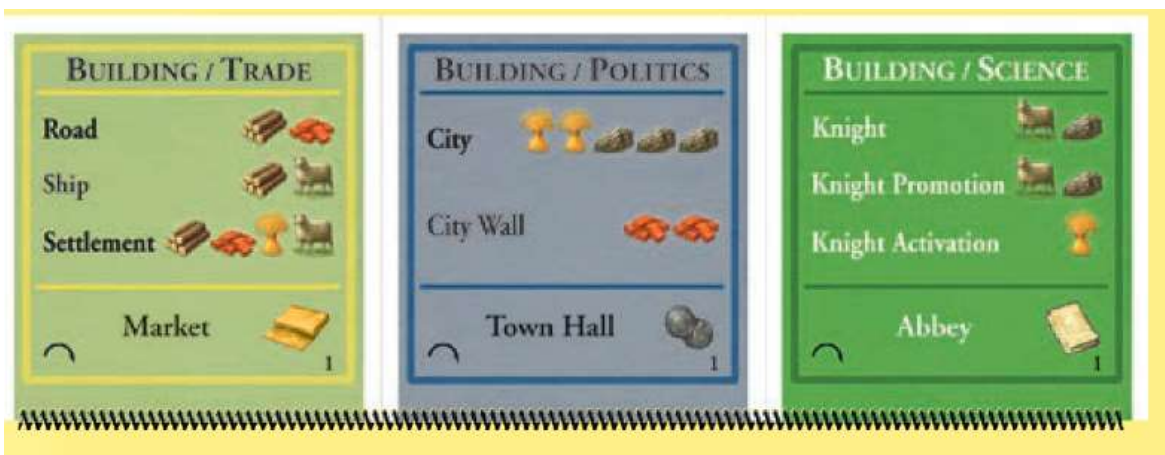 BUILDING / TRADE
Road
Ship
Settlement
Market
1
BUILDING / POLITICS
City
City Wall
Town Hall
1
BUILDING / SCIENCE
Knight
Knight Promotion
Knight Activation
Abbey
1